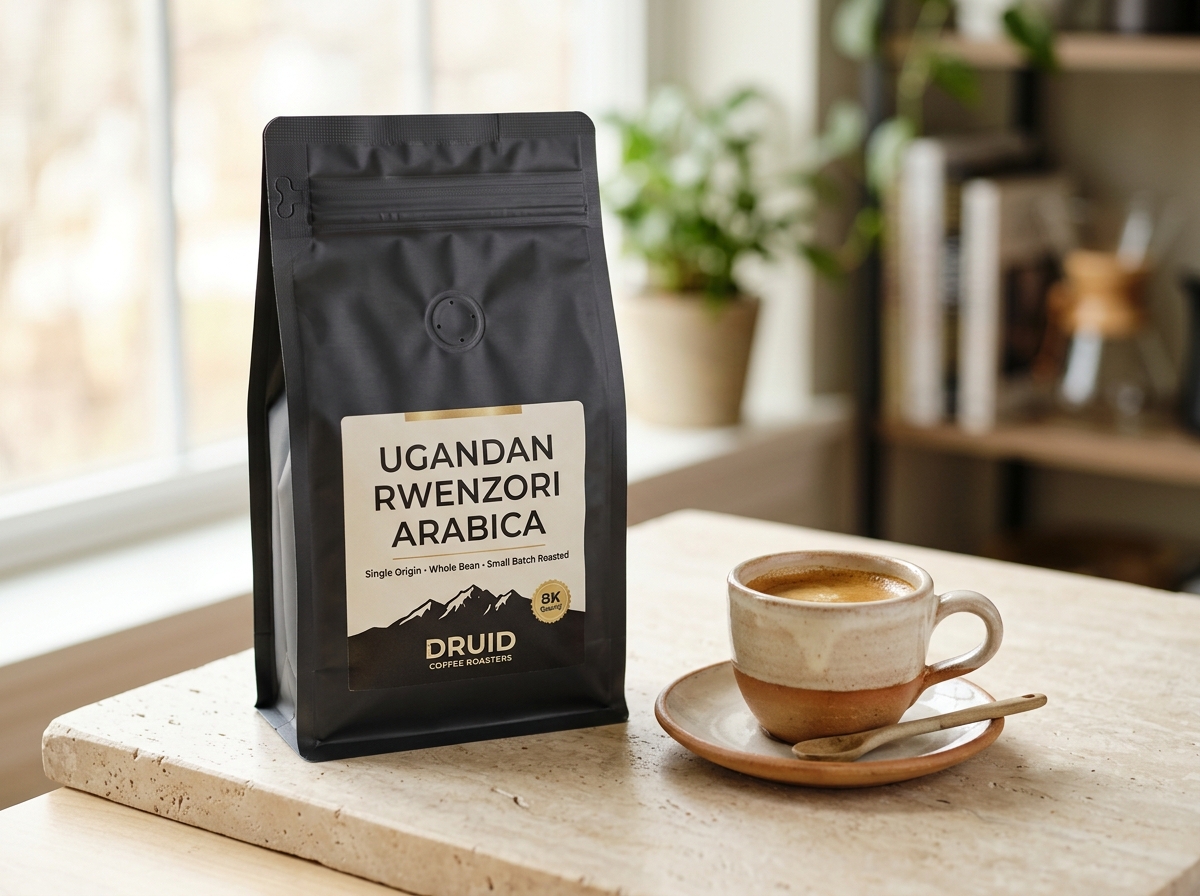 UGANDAN
RWENZORI
ARABICA
Single Origin • Whole Bean • Small Batch Roasted
8K
DRUID
COFFEE ROASTERS